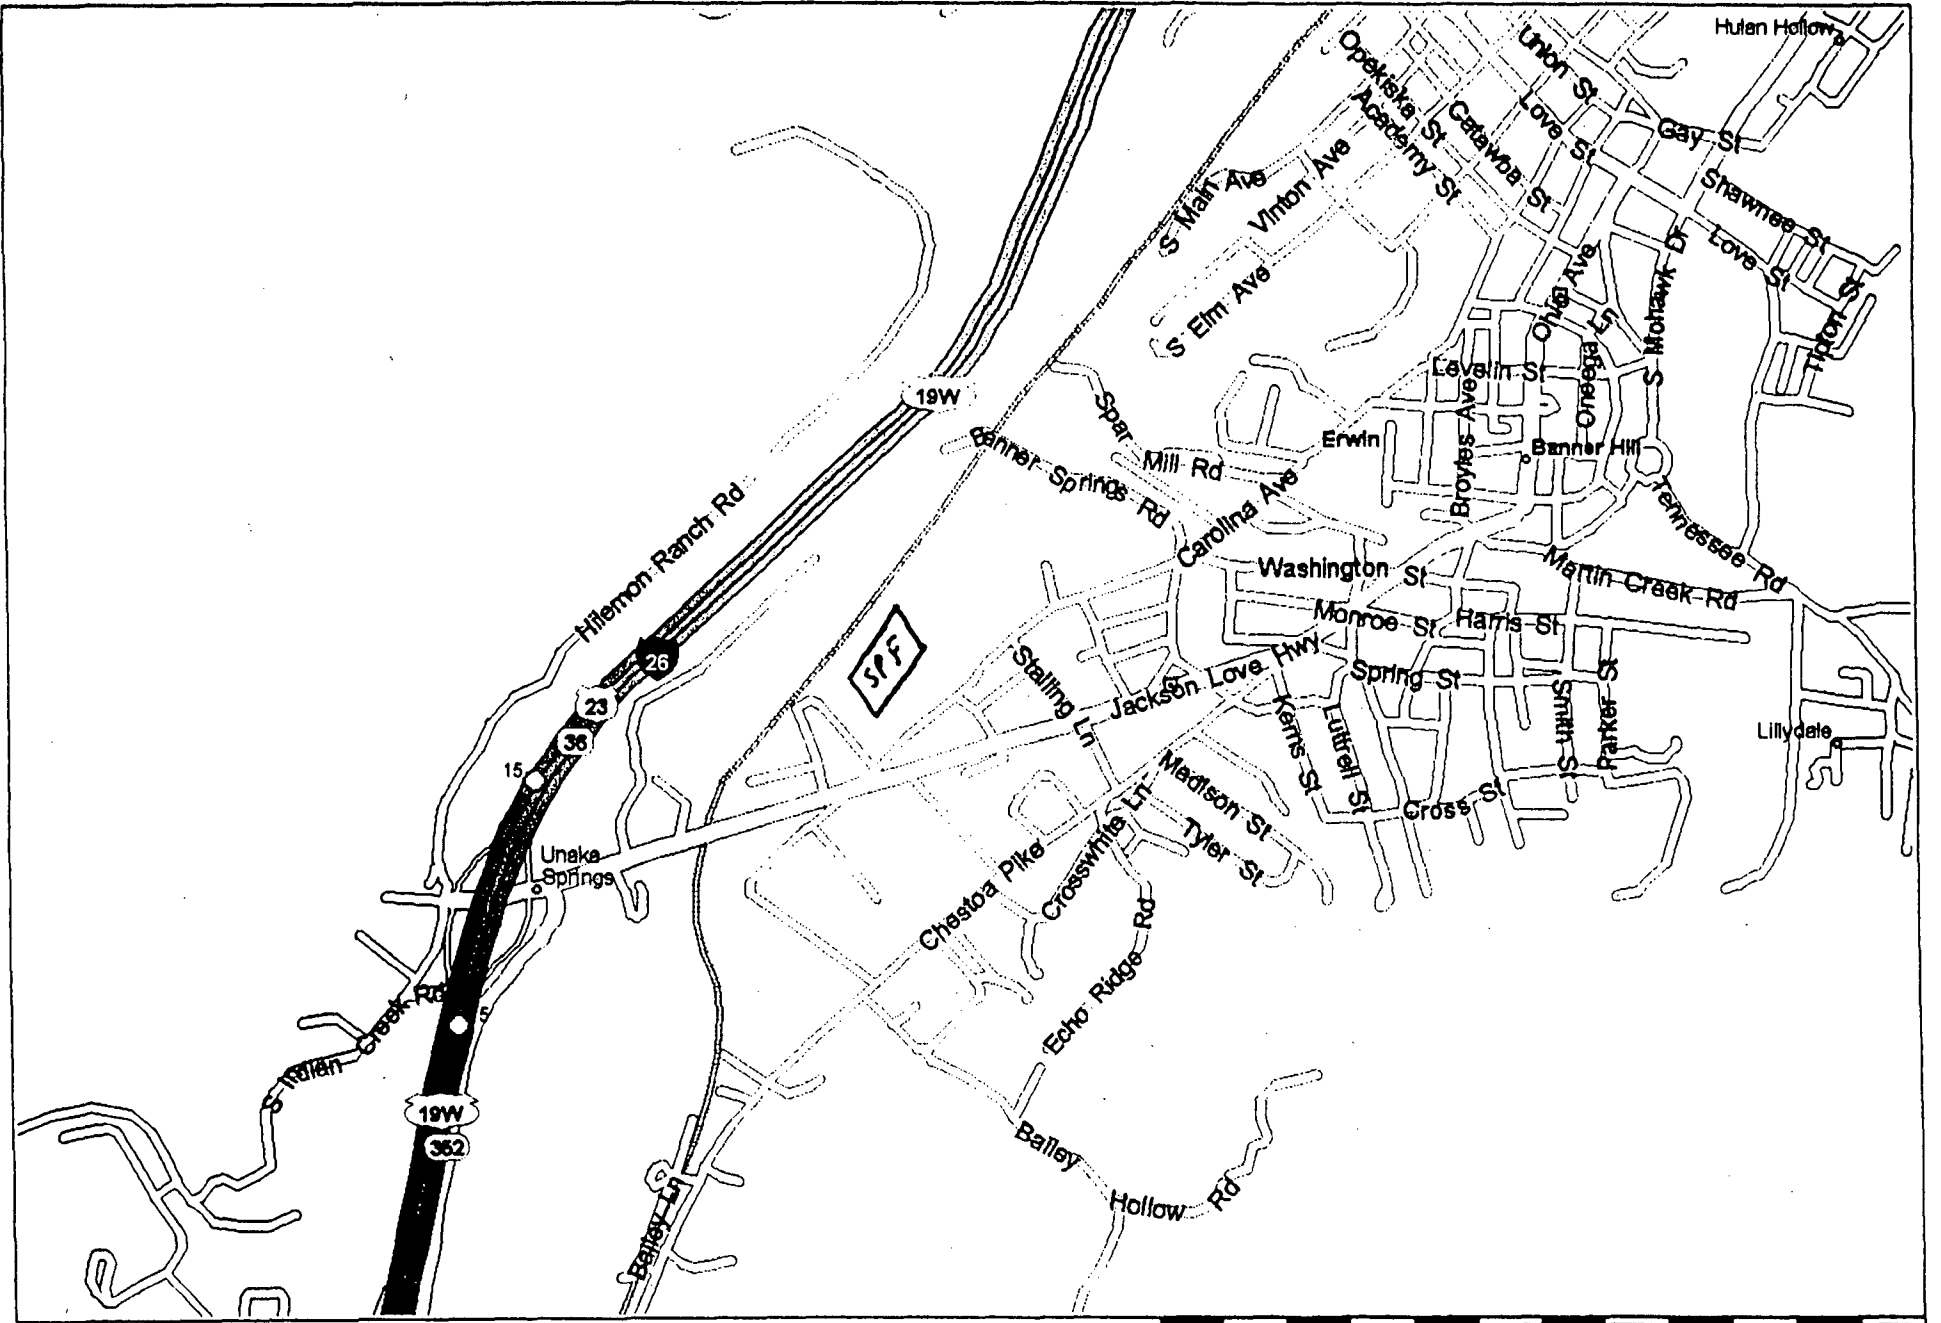 Hulan Hollow
Union St
Opekiska St
Academy St
Catawba St
Love St
Gay St
Shawnee St
Love St
S Main Ave
Vinton Ave
S Elm Ave
Ohio Ave
S Mohawk Dr
Tipton St
19W
Levelin St
Oneega Ln
Spar Mill Rd
Erwin
Broyles Ave
Banner Hill
Banner Springs Rd
Carolina Ave
Tennessee Rd
Hilemon Ranch Rd
Washington St
Martin Creek Rd
Monroe St
Harris St
26
SPF
Stalling Ln
Jackson Love Hwy
Spring St
23
36
Kerns St
Luttrell St
Smith St
Parker St
Lillydale
15
Madison St
Cross St
Unaka
Springs
Tyler St
Crosswhite Ln
Chestoa Pike
Echo Ridge Rd
S Indian Creek Rd
5
19W
352
Bailey Hollow Rd
Bailey Ln